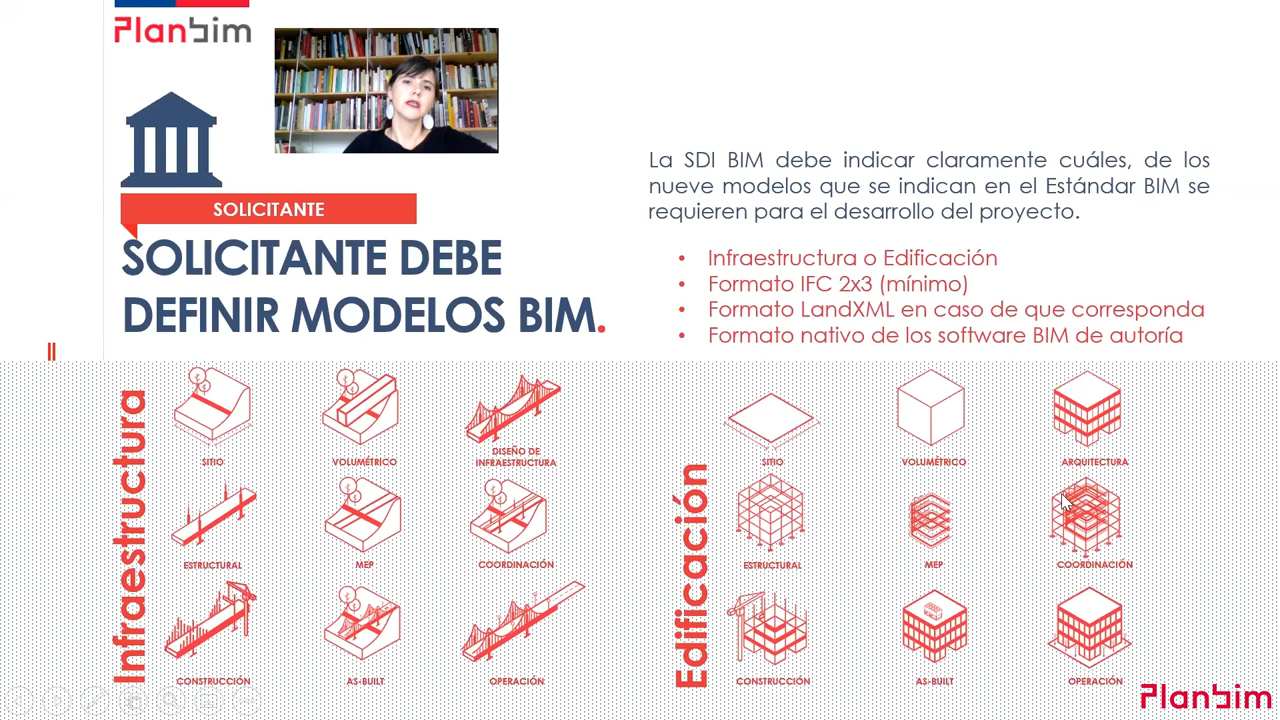 Planbim
SOLICITANTE
SOLICITANTE DEBE
DEFINIR MODELOS BIM.
La SDI BIM debe indicar claramente cuáles, de los
nueve modelos que se indican en el Estándar BIM se
requieren para el desarrollo del proyecto.
• Infraestructura o Edificación
• Formato IFC 2x3 (mínimo)
• Formato LandXML en caso de que corresponda
• Formato nativo de los software BIM de autoría
Infraestructura
SITIO
VOLUMÉTRICO
DISEÑO DE
INFRAESTRUCTURA
ESTRUCTURAL
MEP
COORDINACIÓN
CONSTRUCCIÓN
AS-BUILT
OPERACIÓN
Edificación
SITIO
VOLUMÉTRICO
ARQUITECTURA
ESTRUCTURAL
MEP
COORDINACIÓN
CONSTRUCCIÓN
AS-BUILT
OPERACIÓN
Planbim